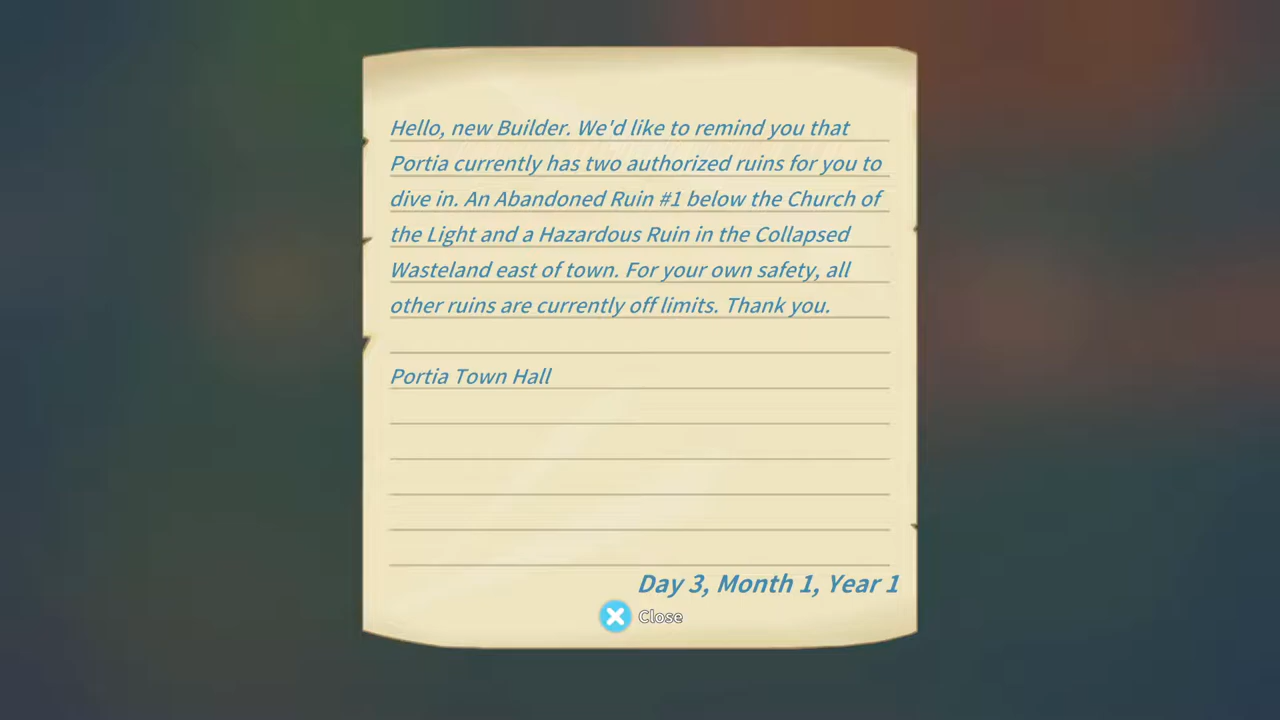 Hello, new Builder. We'd like to remind you that
Portia currently has two authorized ruins for you to
dive in. An Abandoned Ruin #1 below the Church of
the Light and a Hazardous Ruin in the Collapsed
Wasteland east of town. For your own safety, all
other ruins are currently off limits. Thank you.
Portia Town Hall
Day 3, Month 1, Year 1
Close